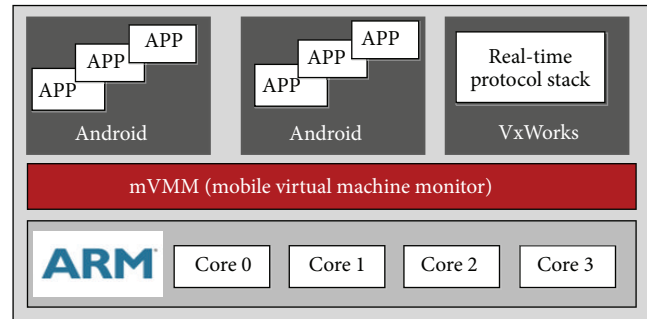 APP
APP
APP
Android
APP
APP
APP
Android
Real-time
protocol stack
VxWorks
mVMM (mobile virtual machine monitor)
ARM
Core 0
Core 1
Core 2
Core 3